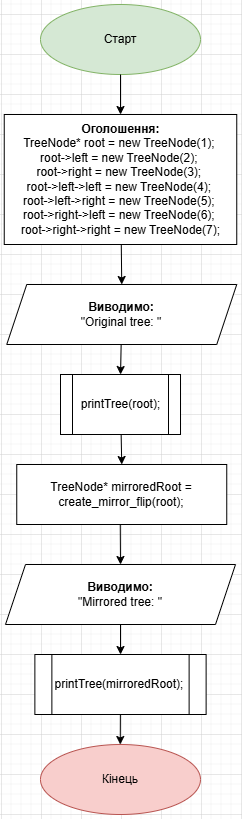 Старт
Оголошення:
TreeNode* root = new TreeNode(1);
root->left = new TreeNode(2);
root->right = new TreeNode(3);
root->left->left = new TreeNode(4);
root->left->right = new TreeNode(5);
root->right->left = new TreeNode(6);
root->right->right = new TreeNode(7);
Виводимо:
"Original tree: "
printTree(root);
TreeNode* mirroredRoot =
create_mirror_flip(root);
Виводимо:
"Mirrored tree: "
printTree(mirroredRoot);
Кінець